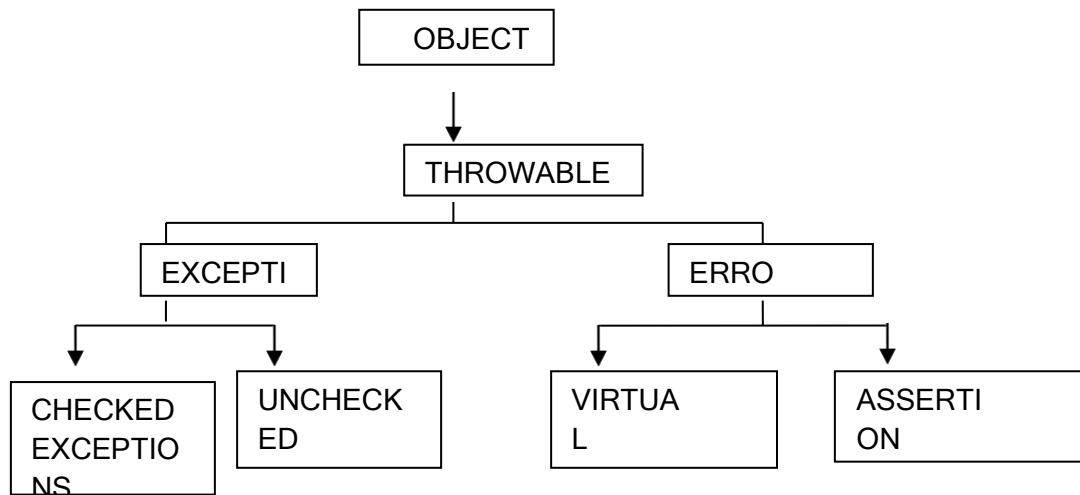 OBJECT
THROWABLE
EXCEPTI
ERRO
CHECKED
EXCEPTIO
NS
UNCHECK
ED
VIRTUA
L
ASSERTI
ON